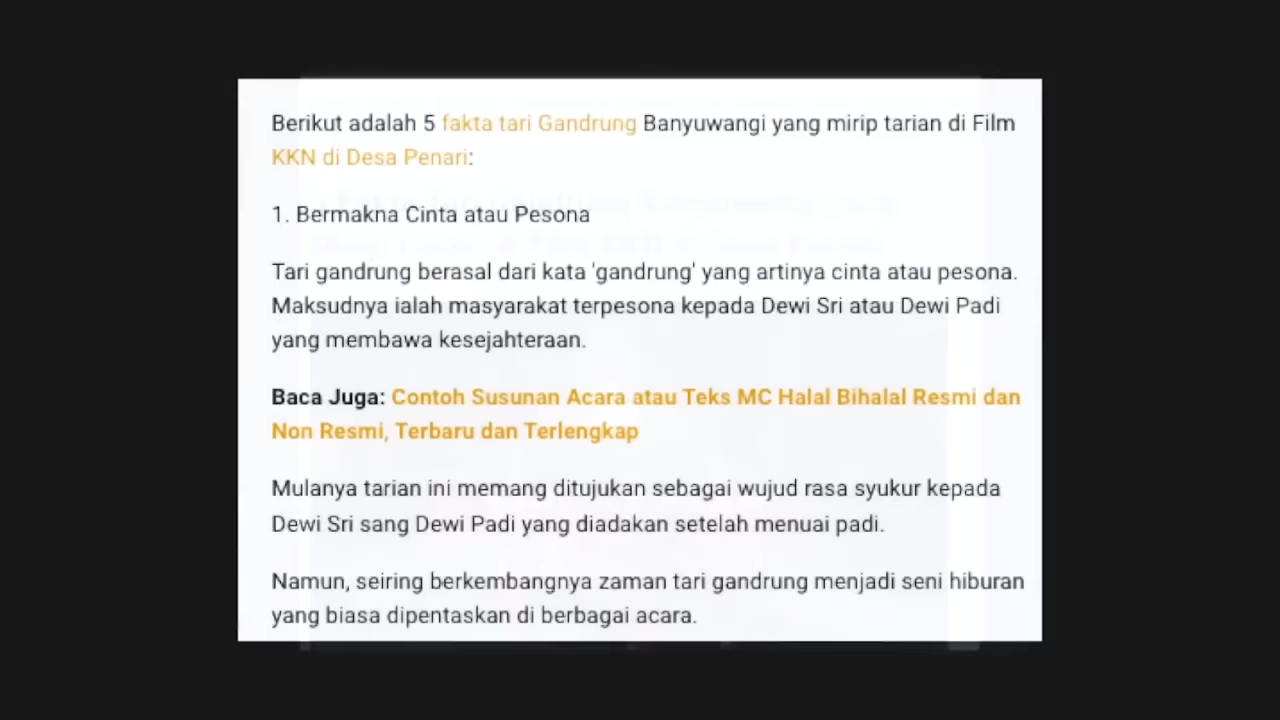 Berikut adalah 5 fakta tari Gandrung Banyuwangi yang mirip tarian di Film
KKN di Desa Penari:
1. Bermakna Cinta atau Pesona
Tari gandrung berasal dari kata 'gandrung' yang artinya cinta atau pesona.
Maksudnya ialah masyarakat terpesona kepada Dewi Sri atau Dewi Padi
yang membawa kesejahteraan.
Baca Juga: Contoh Susunan Acara atau Teks MC Halal Bihalal Resmi dan
Non Resmi, Terbaru dan Terlengkap
Mulanya tarian ini memang ditujukan sebagai wujud rasa syukur kepada
Dewi Sri sang Dewi Padi yang diadakan setelah menuai padi.
Namun, seiring berkembangnya zaman tari gandrung menjadi seni hiburan
yang biasa dipentaskan di berbagai acara.